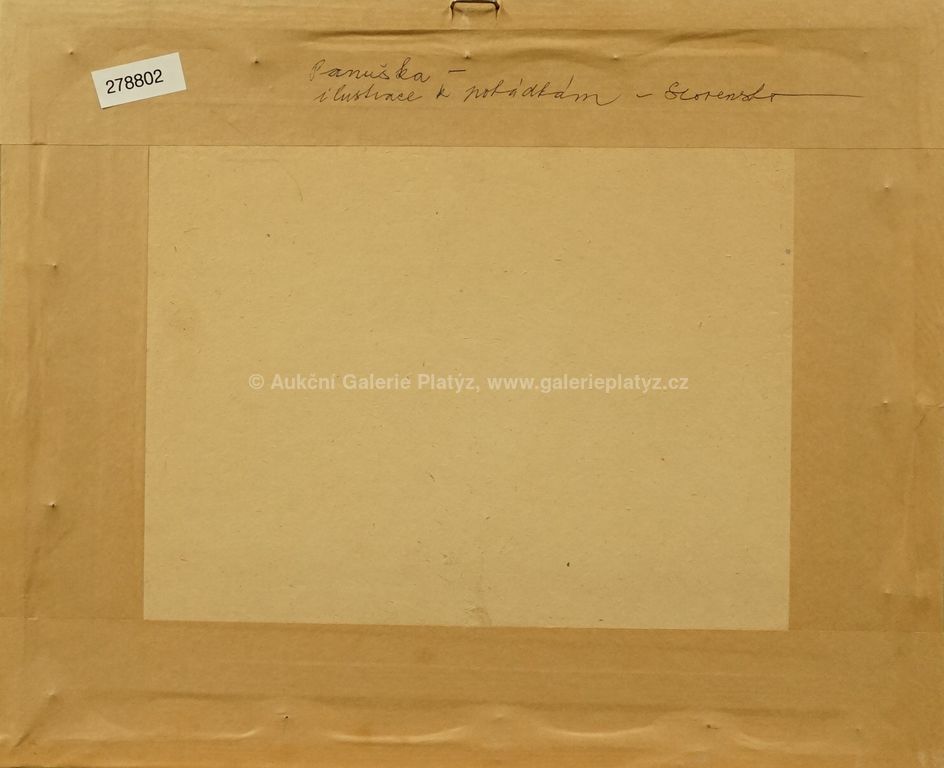 278802
Panuška –
ilustrace k pohádkám – Slovensko
© Aukční Galerie Platýz, www.galerieplatyz.cz